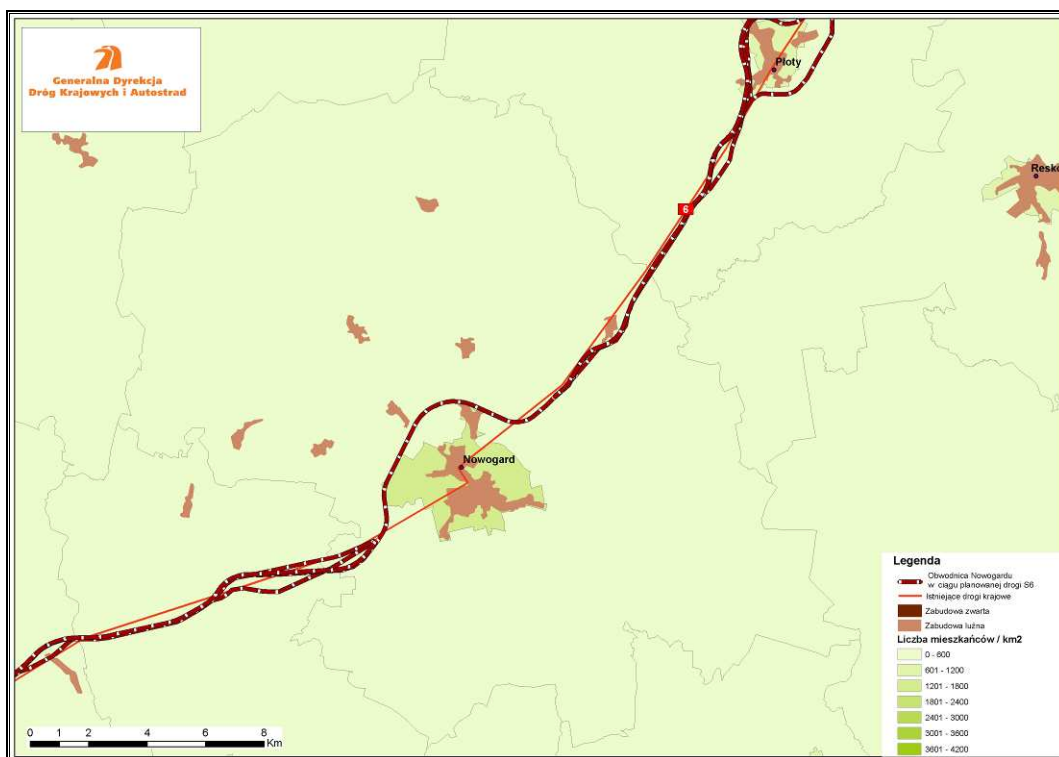 Generalna Dyrekcja
Dróg Krajowych i Autostrad
Płoty
Resko
6
Nowogard
Legenda
Obwodnica Nowogardu
w ciągu planowanej drogi S6
Istniejące drogi krajowe
Zabudowa zwarta
Zabudowa luźna
Liczba mieszkańców / km2
0 - 600
601 - 1200
1201 - 1800
1801 - 2400
2401 - 3000
3001 - 3600
3601 - 4200
0 1 2 4 6 8
Km